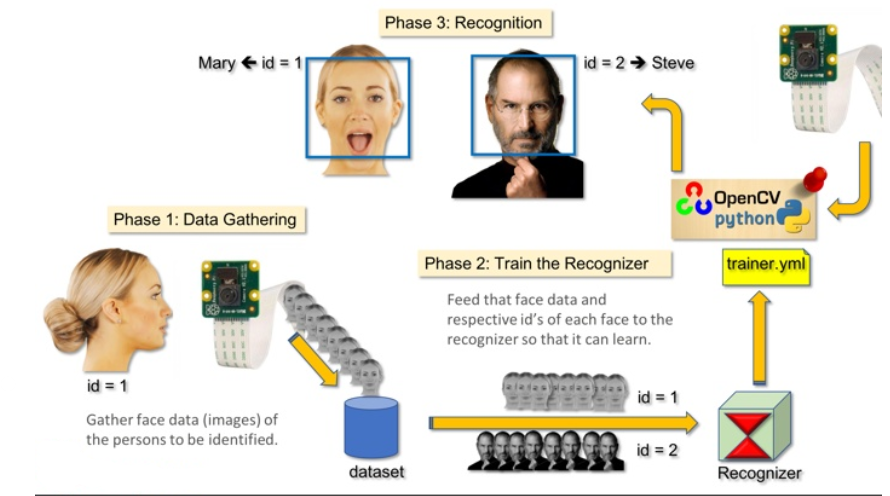 Phase 3: Recognition
Mary 🡸 id = 1
id = 2 🡺 Steve
OpenCV
python
Phase 1: Data Gathering
Phase 2: Train the Recognizer
trainer.yml
Feed that face data and
respective id's of each face to the
recognizer so that it can learn.
id = 1
Gather face data (images) of
the persons to be identified.
dataset
id = 1
id = 2
Recognizer